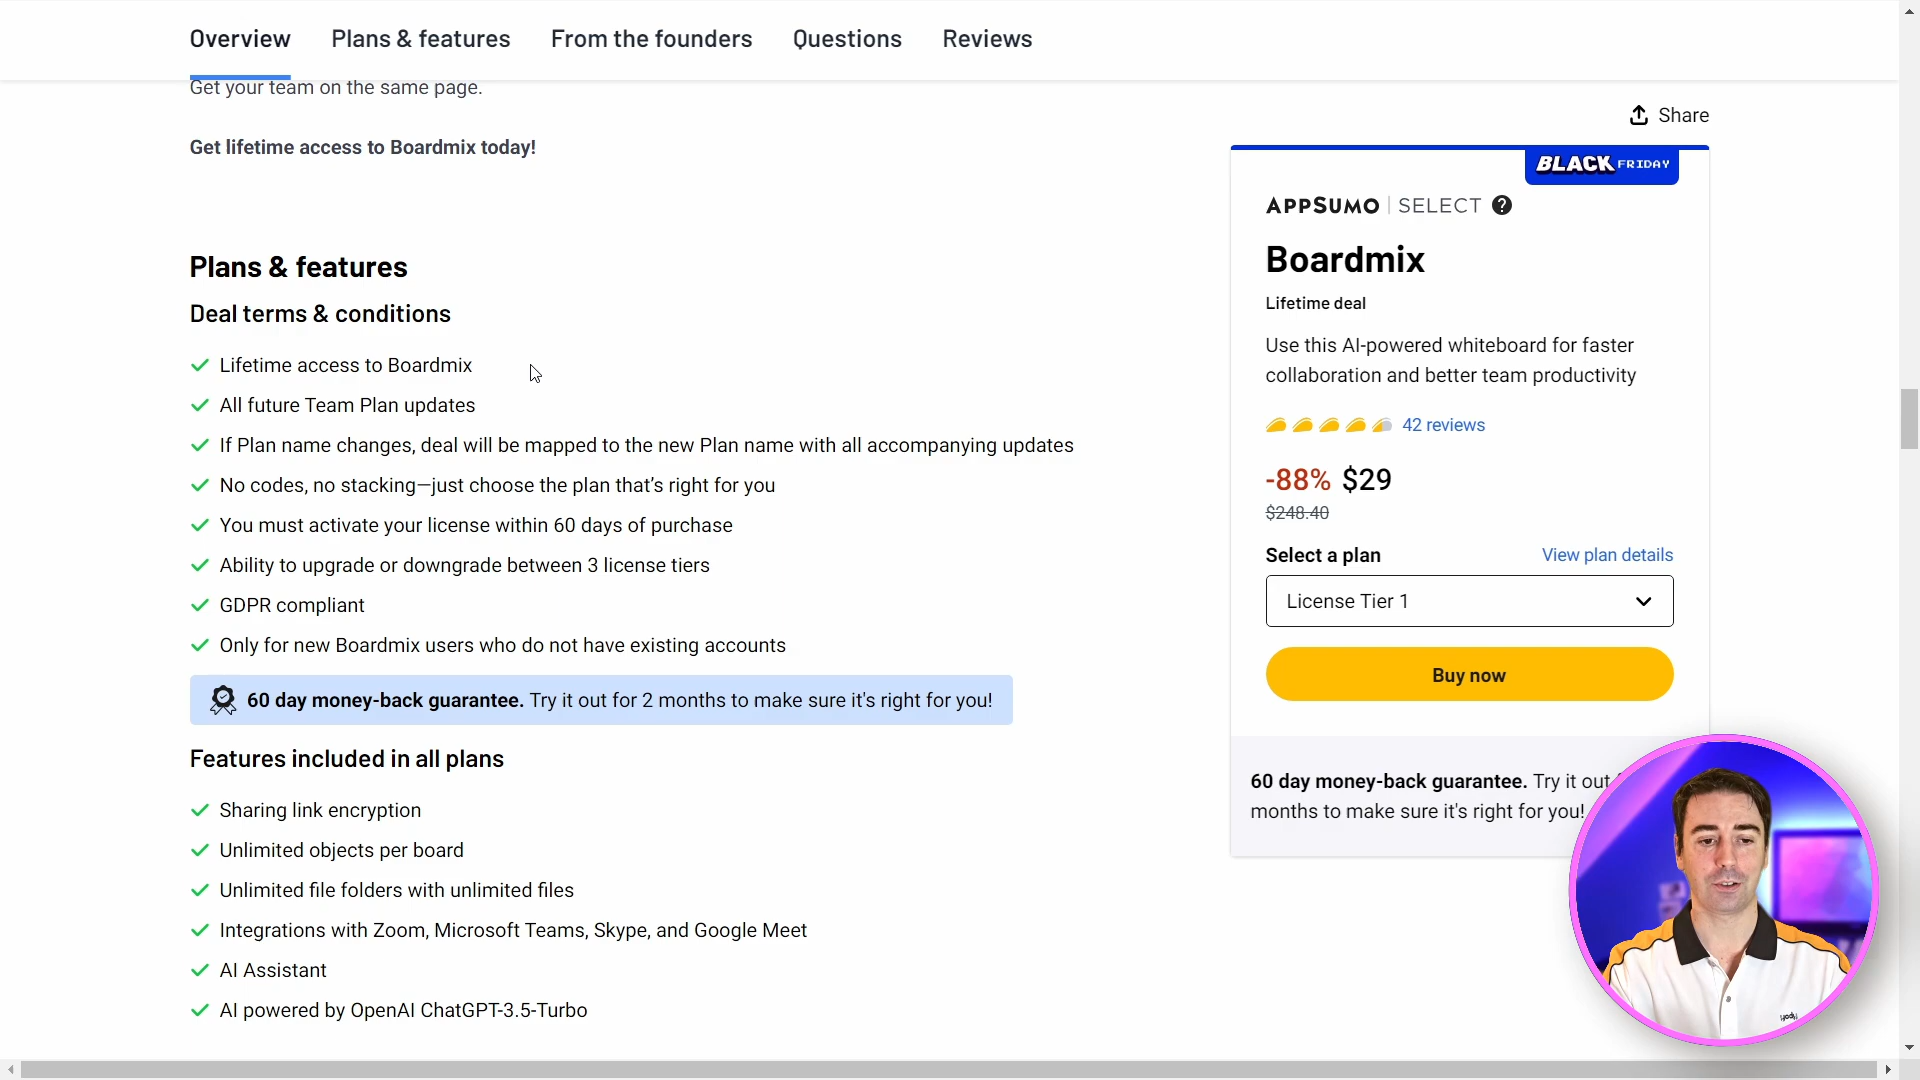 Overview
Plans & features
From the founders
Questions
Reviews
Get your team on the same page.
Get lifetime access to Boardmix today!
Plans & features
Deal terms & conditions
Lifetime access to Boardmix
All future Team Plan updates
If Plan name changes, deal will be mapped to the new Plan name with all accompanying updates
No codes, no stacking—just choose the plan that's right for you
You must activate your license within 60 days of purchase
Ability to upgrade or downgrade between 3 license tiers
GDPR compliant
Only for new Boardmix users who do not have existing accounts
60 day money-back guarantee. Try it out for 2 months to make sure it's right for you!
Features included in all plans
Sharing link encryption
Unlimited objects per board
Unlimited file folders with unlimited files
Integrations with Zoom, Microsoft Teams, Skype, and Google Meet
AI Assistant
AI powered by OpenAI ChatGPT-3.5-Turbo
Share
BLACK FRIDAY
APPSUMO | SELECT ?
Boardmix
Lifetime deal
Use this AI-powered whiteboard for faster
collaboration and better team productivity
42 reviews
-88% $29
$248.40
Select a plan
View plan details
License Tier 1
Buy now
60 day money-back guarantee. Try it out
months to make sure it's right for you!